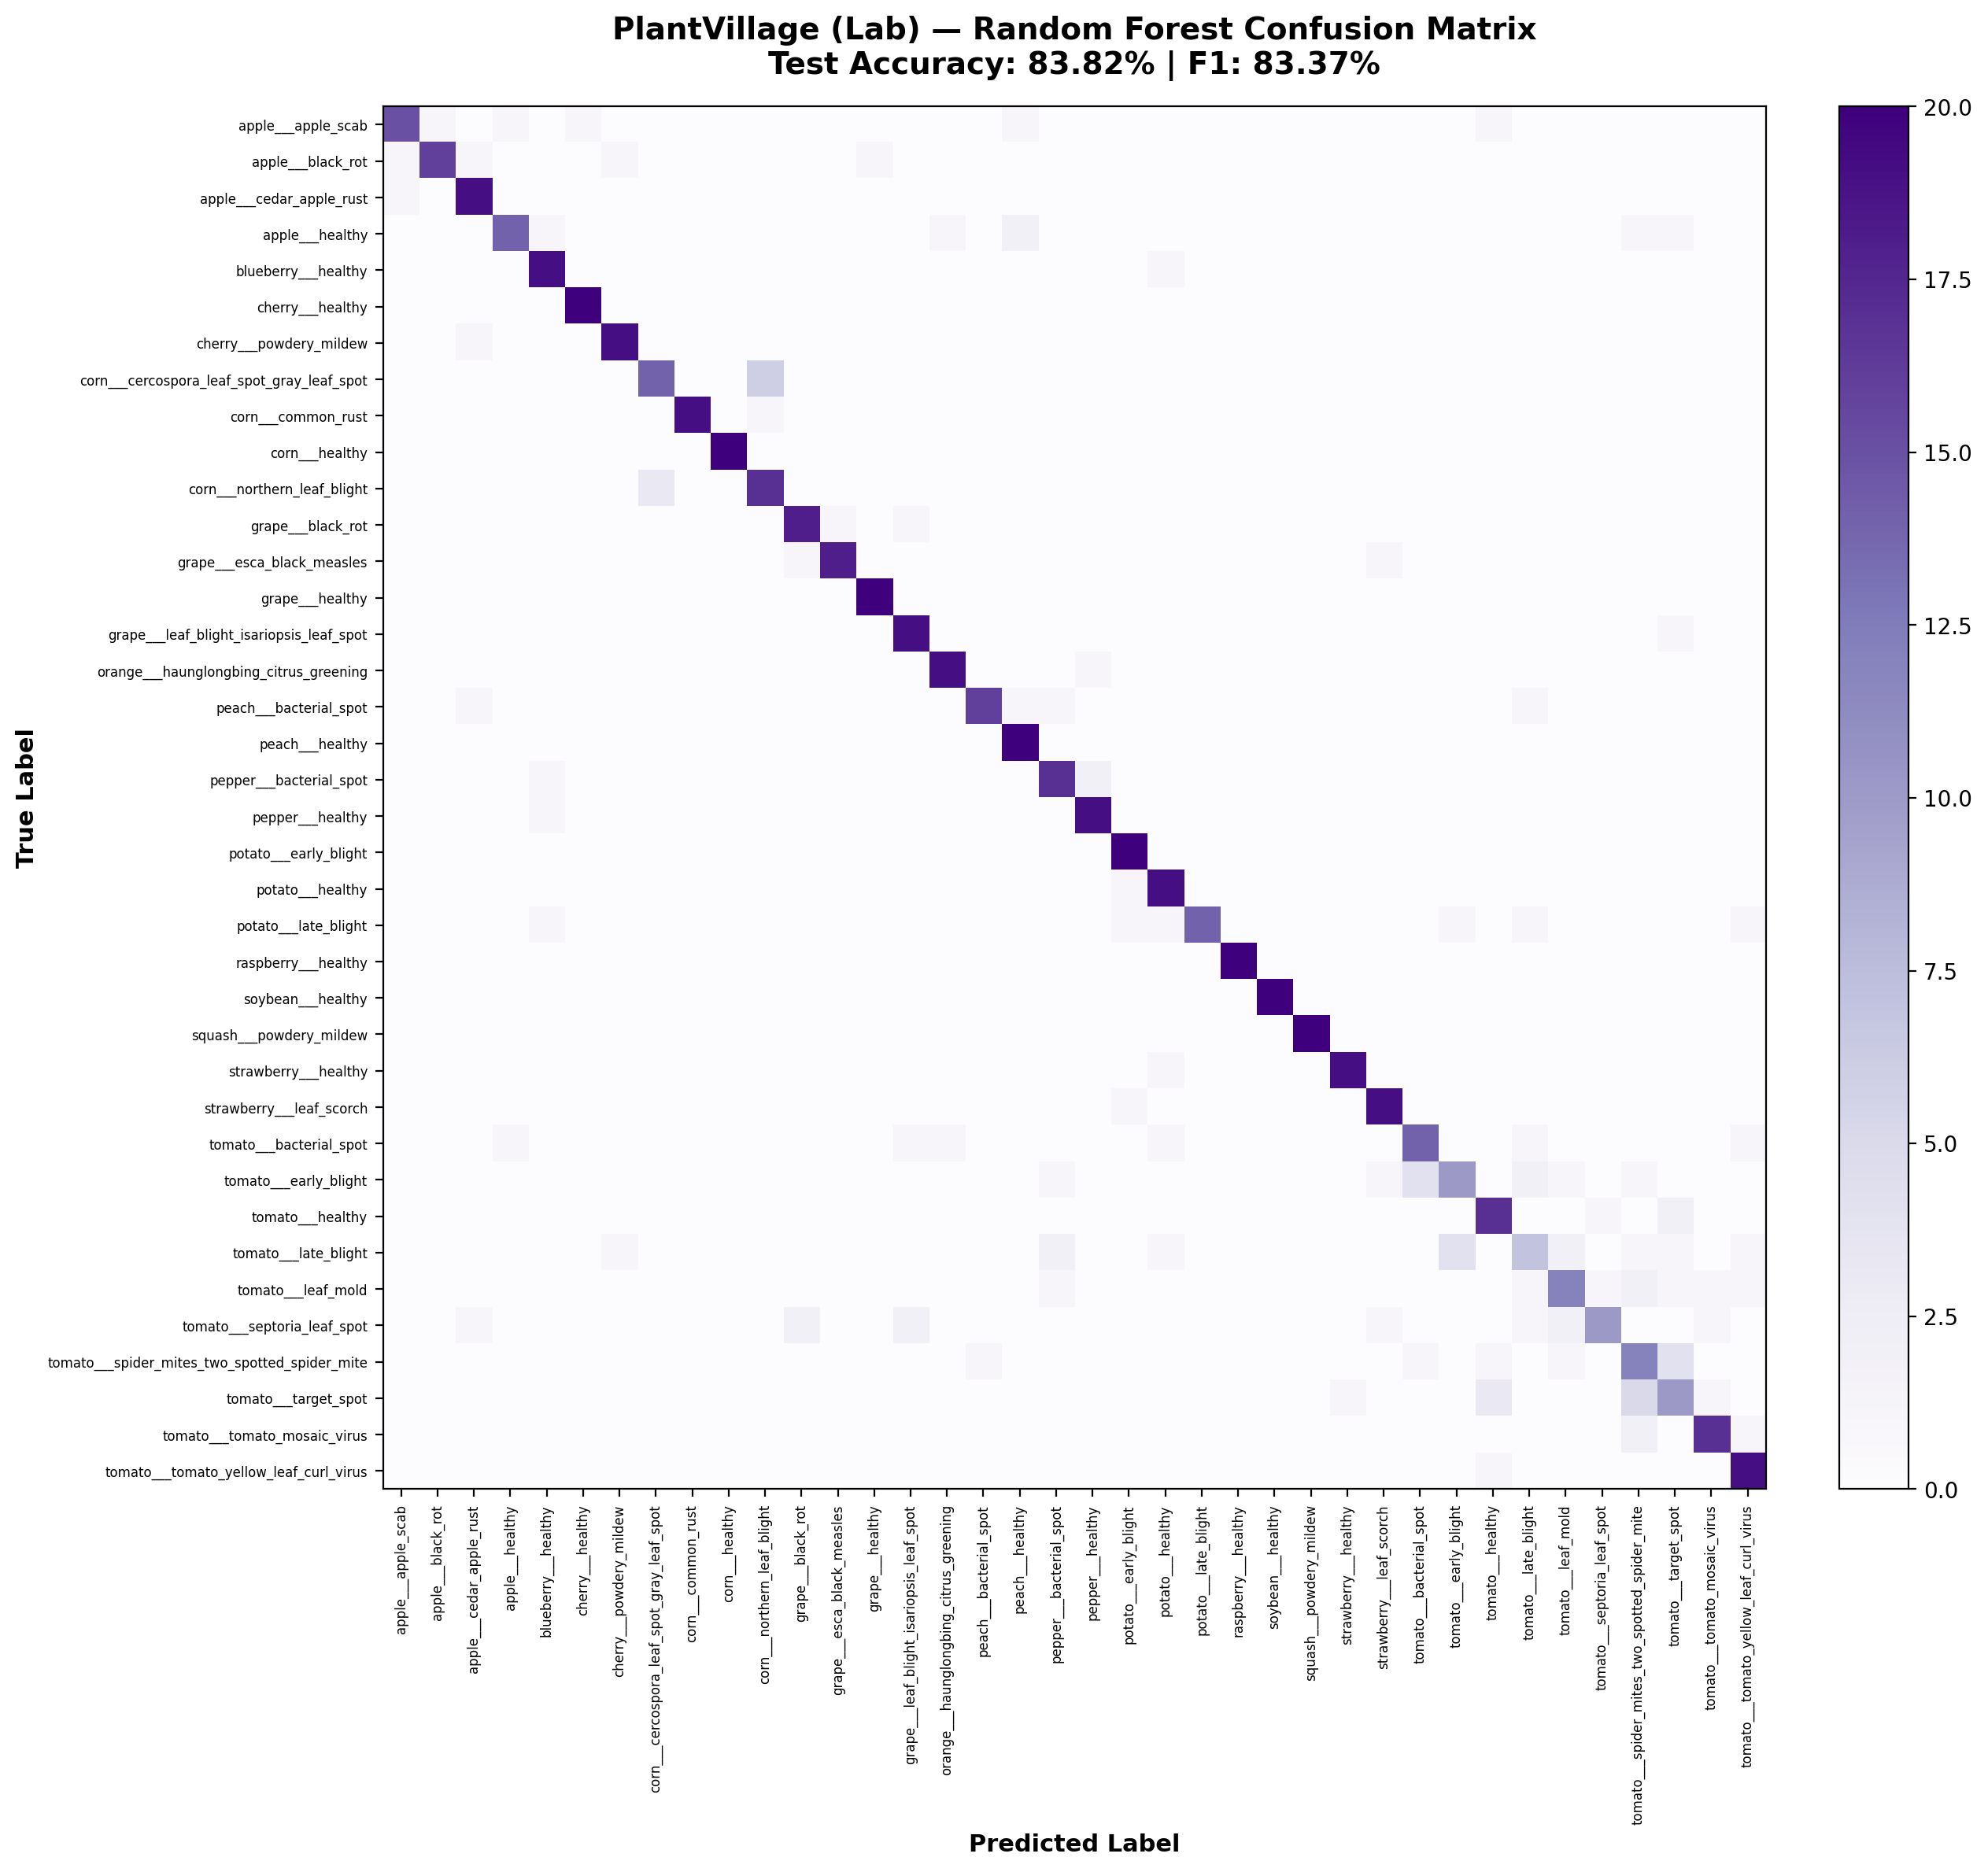 PlantVillage (Lab) — Random Forest Confusion Matrix
Test Accuracy: 83.82% | F1: 83.37%
True Label
apple___apple_scab
apple___black_rot
apple___cedar_apple_rust
apple___healthy
blueberry___healthy
cherry___healthy
cherry___powdery_mildew
corn___cercospora_leaf_spot_gray_leaf_spot
corn___common_rust
corn___healthy
corn___northern_leaf_blight
grape___black_rot
grape___esca_black_measles
grape___healthy
grape___leaf_blight_isariopsis_leaf_spot
orange___haunglongbing_citrus_greening
peach___bacterial_spot
peach___healthy
pepper___bacterial_spot
pepper___healthy
potato___early_blight
potato___healthy
potato___late_blight
raspberry___healthy
soybean___healthy
squash___powdery_mildew
strawberry___healthy
strawberry___leaf_scorch
tomato___bacterial_spot
tomato___early_blight
tomato___healthy
tomato___late_blight
tomato___leaf_mold
tomato___septoria_leaf_spot
tomato___spider_mites_two_spotted_spider_mite
tomato___target_spot
tomato___tomato_mosaic_virus
tomato___tomato_yellow_leaf_curl_virus
apple___apple_scab
apple___black_rot
apple___cedar_apple_rust
apple___healthy
blueberry___healthy
cherry___healthy
cherry___powdery_mildew
corn___cercospora_leaf_spot_gray_leaf_spot
corn___common_rust
corn___healthy
corn___northern_leaf_blight
grape___black_rot
grape___esca_black_measles
grape___healthy
grape___leaf_blight_isariopsis_leaf_spot
orange___haunglongbing_citrus_greening
peach___bacterial_spot
peach___healthy
pepper___bacterial_spot
pepper___healthy
potato___early_blight
potato___healthy
potato___late_blight
raspberry___healthy
soybean___healthy
squash___powdery_mildew
strawberry___healthy
strawberry___leaf_scorch
tomato___bacterial_spot
tomato___early_blight
tomato___healthy
tomato___late_blight
tomato___leaf_mold
tomato___septoria_leaf_spot
tomato___spider_mites_two_spotted_spider_mite
tomato___target_spot
tomato___tomato_mosaic_virus
tomato___tomato_yellow_leaf_curl_virus
Predicted Label
20.0
17.5
15.0
12.5
10.0
7.5
5.0
2.5
0.0